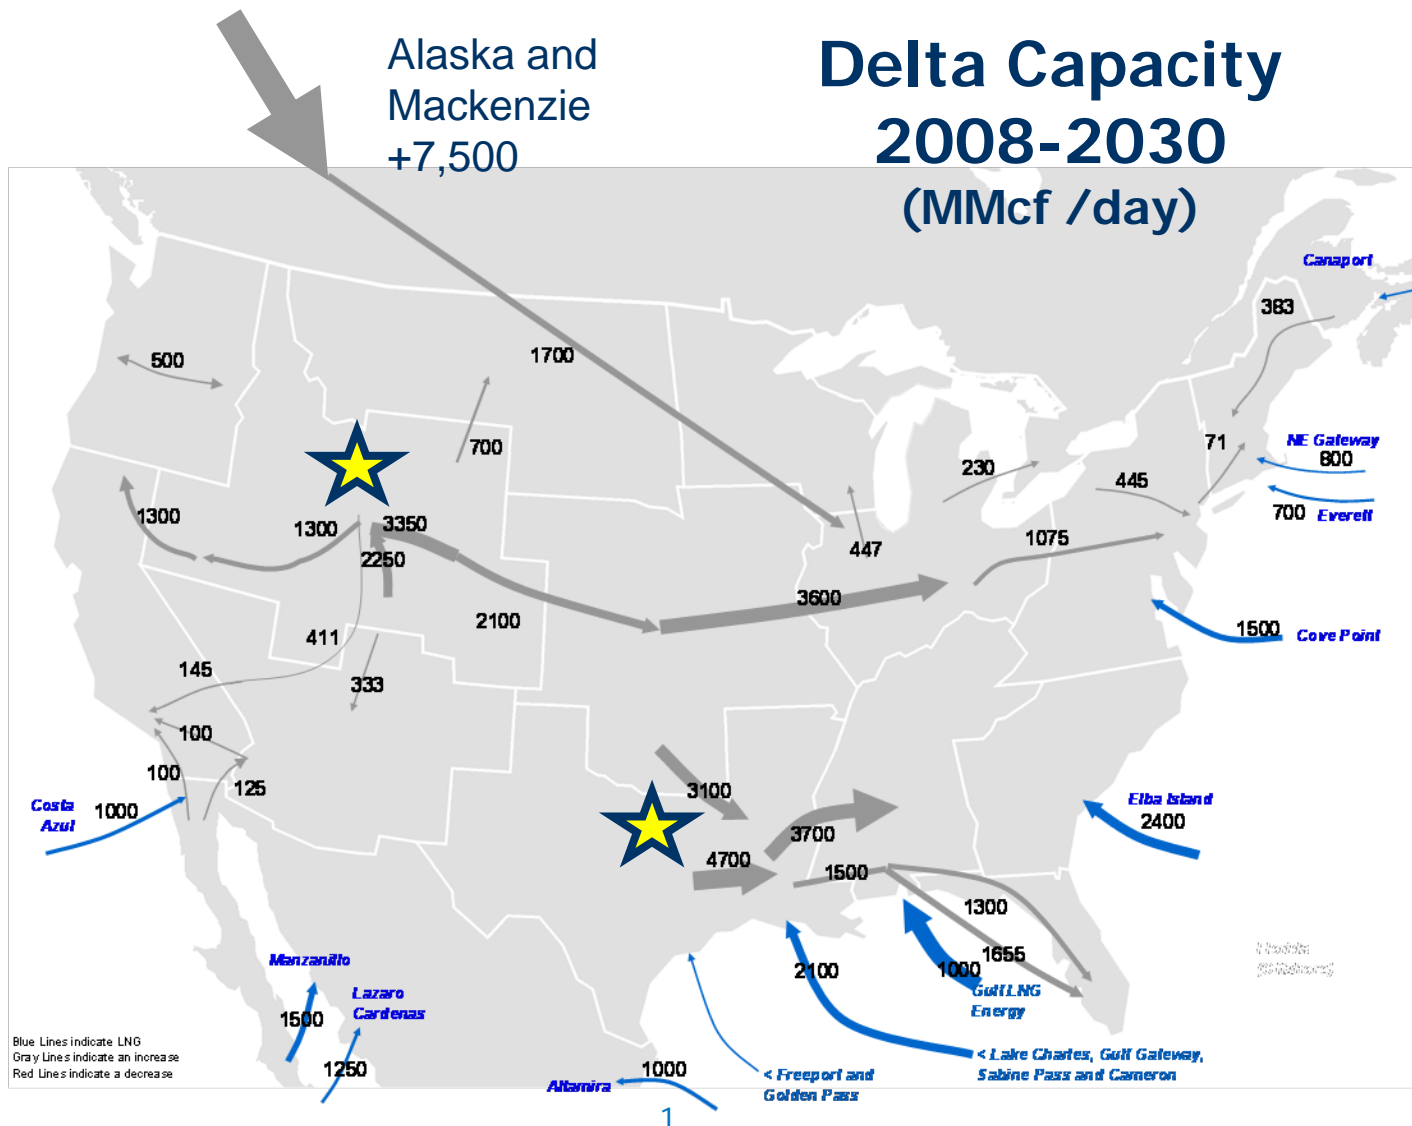 Alaska and
Mackenzie
+7,500
Delta Capacity
2008-2030
(MMcf /day)
Canaport
383
500
1700
700
71
NE Gateway
800
230
445
700
Everett
1300
1300
3350
2250
447
1075
3600
2100
411
1500
Cove Point
145
333
100
100
125
Costa
Azul
1000
3100
3700
4700
1500
Elba Island
2400
1300
1655
1000
2100
Gulf LNG
Energy
Florida
Manzanillo
1500
Lazaro
Cardenas
1250
Altamira
1000
< Freeport and
Golden Pass
< Lake Charles, Gulf Gateway,
Sabine Pass and Cameron
Blue Lines indicate LNG
Gray Lines indicate an increase
Red Lines indicate a decrease
1